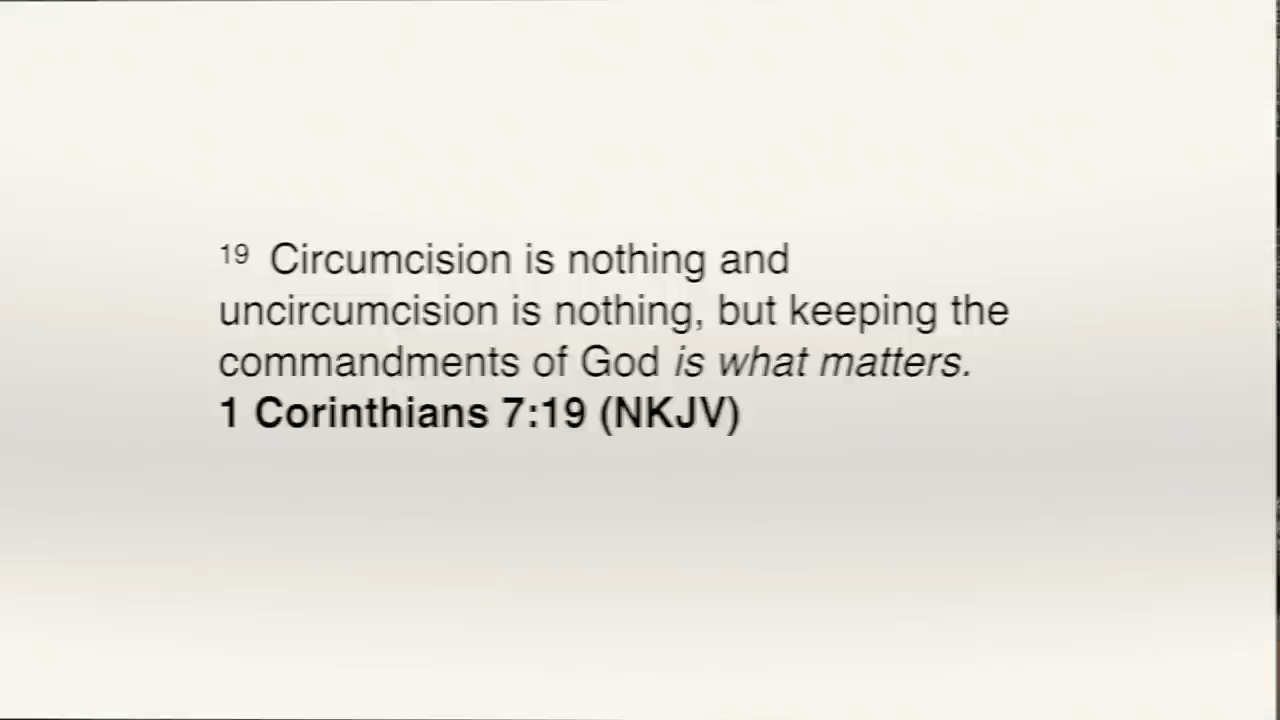 19 Circumcision is nothing and
uncircumcision is nothing, but keeping the
commandments of God is what matters.
1 Corinthians 7:19 (NKJV)